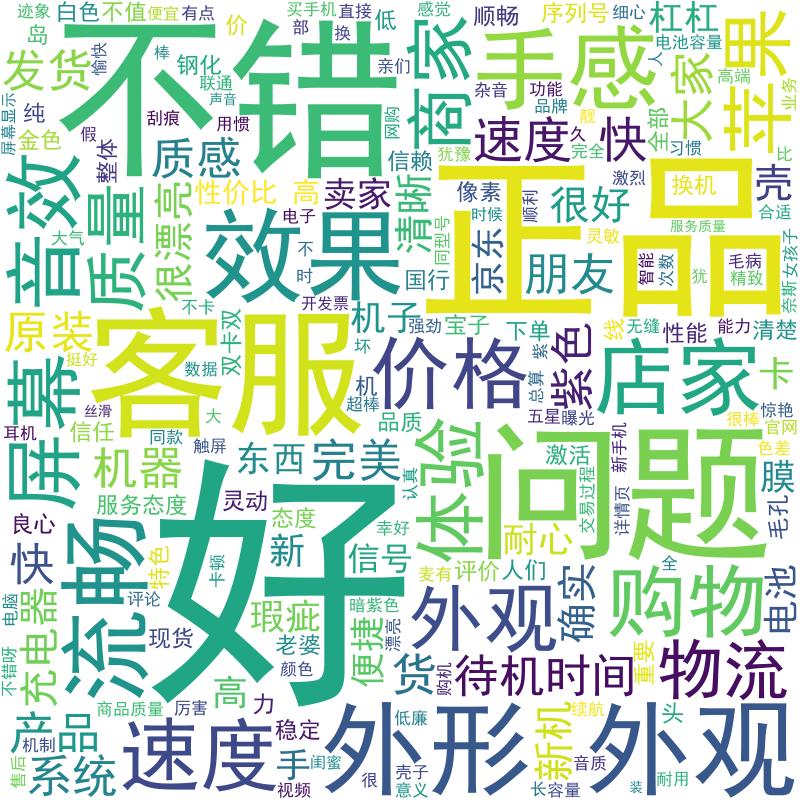 迹象
白色
不值
便宜
有点
不错
商家
手感
买手机
直接
感觉
部
换
低
顺畅
序列号
细心
杠杠
电池容量
人
苹果
岛
价
发货
愉快
棒
钢化
联通
声音
亲们
网购
杂音
功能
品牌
靓
大家
高端
业务
全部
屏幕显示
纯
金色
假
刮痕
用惯
整体
质感
信赖
犹豫
速度
久
完全
快
习惯
比
音效
质量
很漂亮
性价比
高
卖家
清晰
效果
像素
正品
顺利
激烈
很好
换机
壳
合适
服务质量
大气
电子
不
时
同型号
时候
京东
灵敏
朋友
智能
次数
毛病
犹
精致
奈斯女孩子
原装
不卡
双卡双
开发票
国行
机子
强劲
宝子
下单
线
无缝
性能
能力
清楚
客服
坏
价格
总算
紫
紫色
店家
卡
屏幕
挺好
丝滑
数据
机
超棒
品质
五星
曝光
很棒
惊艳
官网
色差
耳机
信任
同款
大
触屏
体验
认真
问题
激活
新手机
机器
东西
完美
交易过程
详情页
膜
毛孔
良心
服务态度
灵动
态度
幸好
耐心
好
快
流畅
特色
卡顿
新
信号
麦有
评价
人们
确实
购物
全
电池
电脑
充电器
评论
瑕疵
暗紫色
漂亮
外观
不错呀
现货
老婆
便捷
颜色
货
购机
待机时间
重要
物流
高
力
商品质量
厉害
产品
机制
速度
稳定
外形
低廉
新机
续航
外观
头
售后
系统
手
闺蜜
视频
很
壳子
意义
长容量
音质
装
耐用